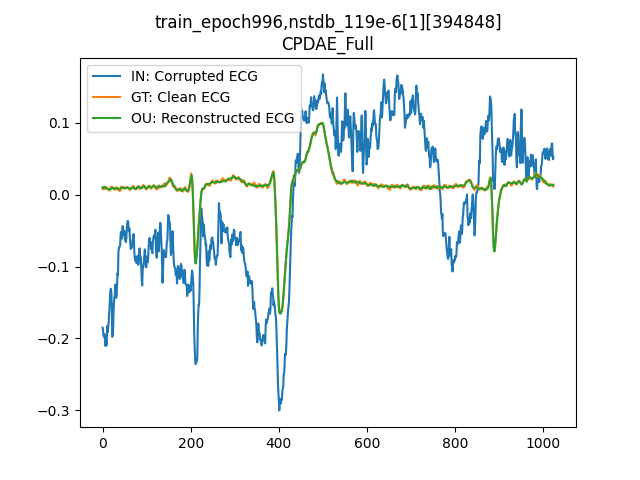 train_epoch996,nstdb_119e-6[1][394848]
CPDAE_Full
IN: Corrupted ECG
GT: Clean ECG
OU: Reconstructed ECG
0.1
0.0
−0.1
−0.2
−0.3
0
200
400
600
800
1000